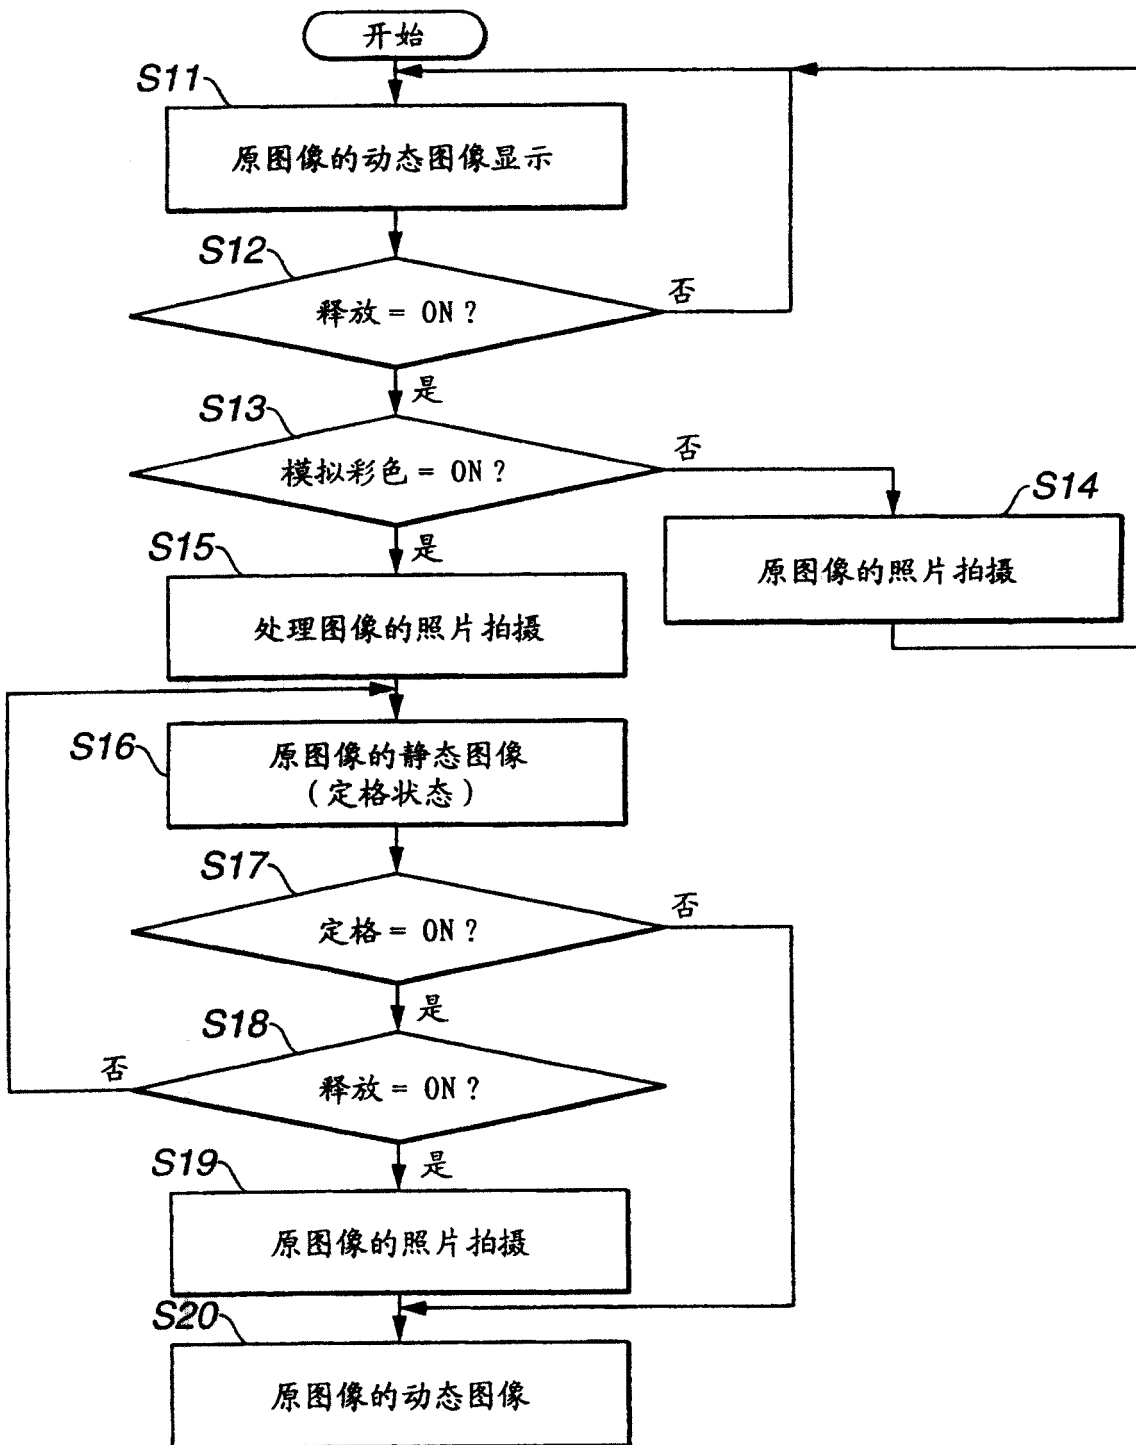 开始
S11
原图像的动态图像显示
S12
释放= ON?
否
是
S13
模拟彩色= ON?
否
S14
原图像的照片拍摄
是
S15
处理图像的照片拍摄
S16
原图像的静态图像
(定格状态)
S17
定格= ON?
否
是
S18
释放= ON?
否
是
S19
原图像的照片拍摄
S20
原图像的动态图像